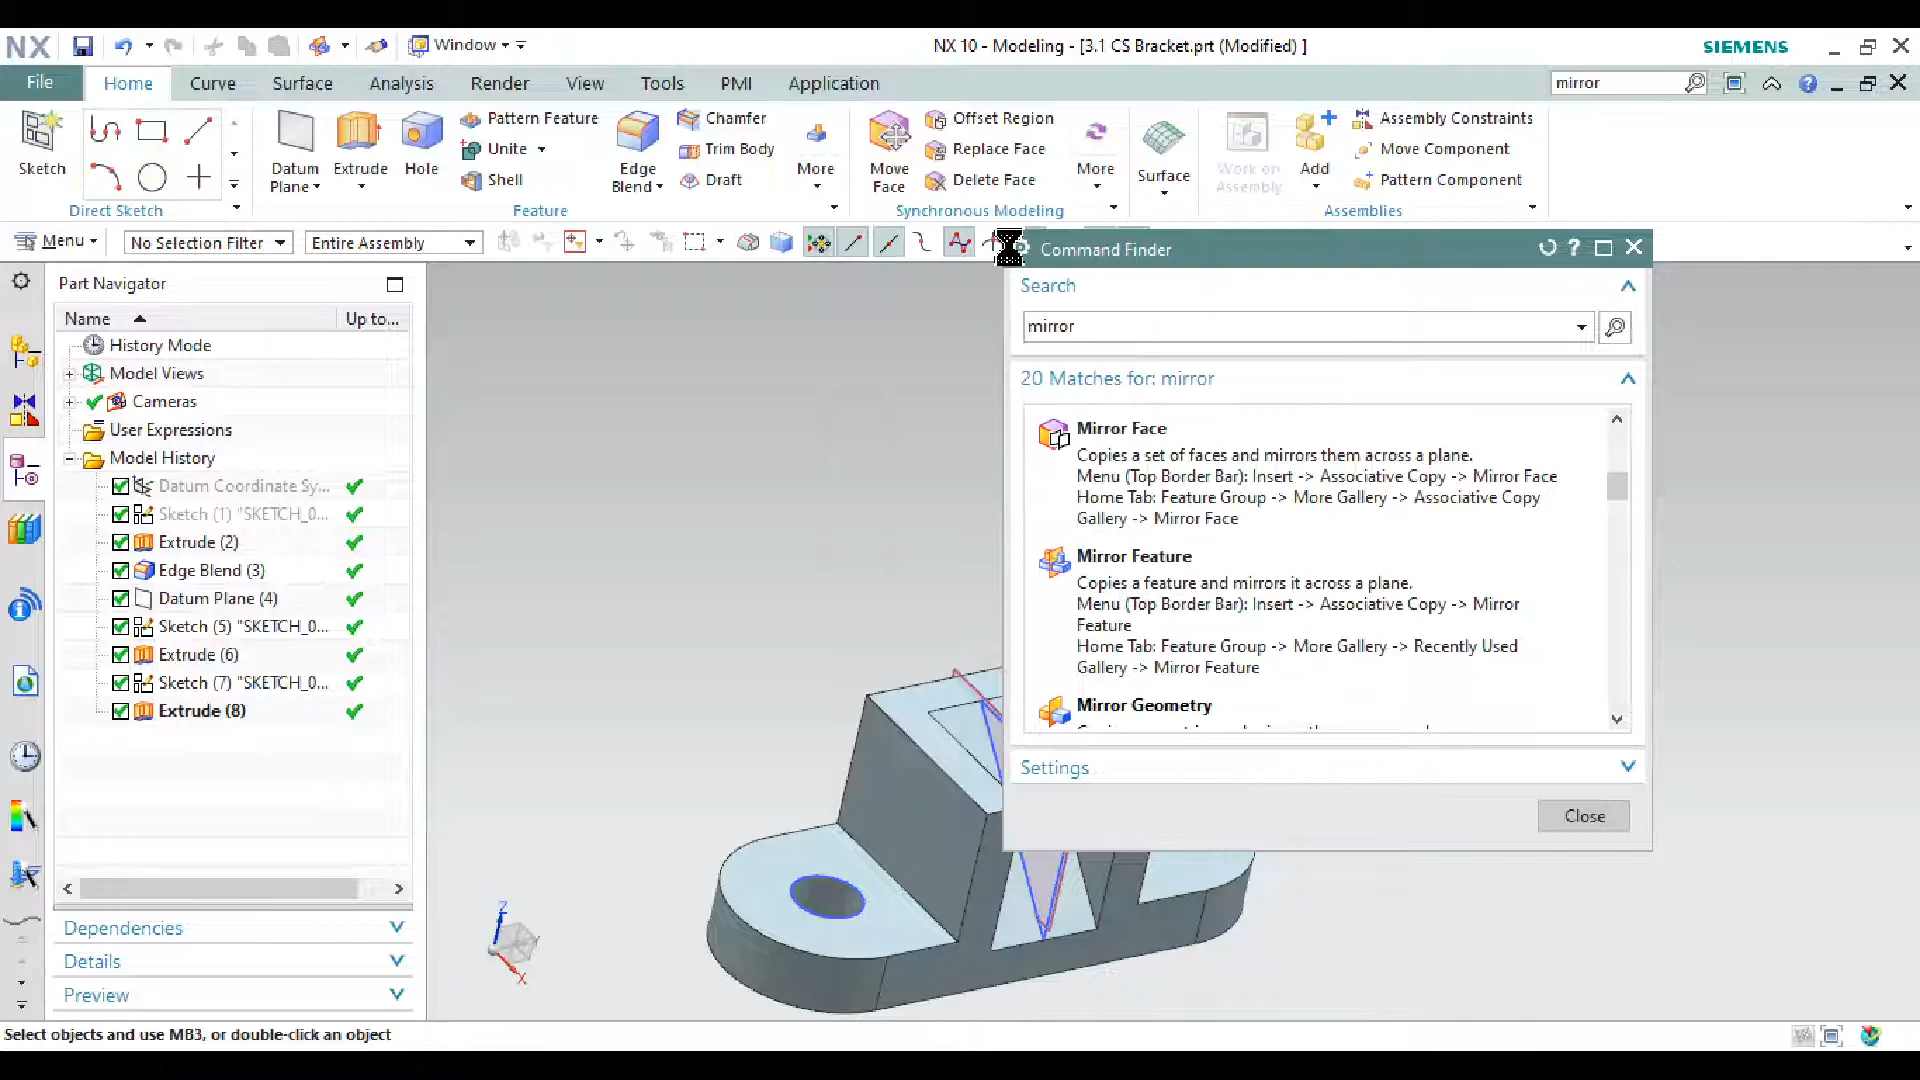 NX
Window
NX 10 - Modeling - [3.1 CS Bracket.prt (Modified) ]
SIEMENS
File
Home
Curve
Surface
Analysis
Render
View
Tools
PMI
Application
mirror
Sketch
Direct Sketch
Datum
Plane
Extrude
Hole
Pattern Feature
Unite
Shell
Edge
Blend
Chamfer
Trim Body
Draft
More
Feature
Move
Face
Offset Region
Replace Face
Delete Face
More
Synchronous Modeling
Surface
Work on
Assembly
Add
Assembly Constraints
Move Component
Pattern Component
Assemblies
Menu
No Selection Filter
Entire Assembly
Part Navigator
Name
Up to...
History Mode
Model Views
Cameras
User Expressions
Model History
Datum Coordinate Sy...
Sketch (1) "SKETCH_0...
Extrude (2)
Edge Blend (3)
Datum Plane (4)
Sketch (5) "SKETCH_0...
Extrude (6)
Sketch (7) "SKETCH_0...
Extrude (8)
Dependencies
Details
Preview
Command Finder
Search
mirror
20 Matches for: mirror
Mirror Face
Copies a set of faces and mirrors them across a plane.
Menu (Top Border Bar): Insert -> Associative Copy -> Mirror Face
Home Tab: Feature Group -> More Gallery -> Associative Copy
Gallery -> Mirror Face
Mirror Feature
Copies a feature and mirrors it across a plane.
Menu (Top Border Bar): Insert -> Associative Copy -> Mirror
Feature
Home Tab: Feature Group -> More Gallery -> Recently Used
Gallery -> Mirror Feature
Mirror Geometry
Settings
Close
Z
Y
X
Select objects and use MB3, or double-click an object